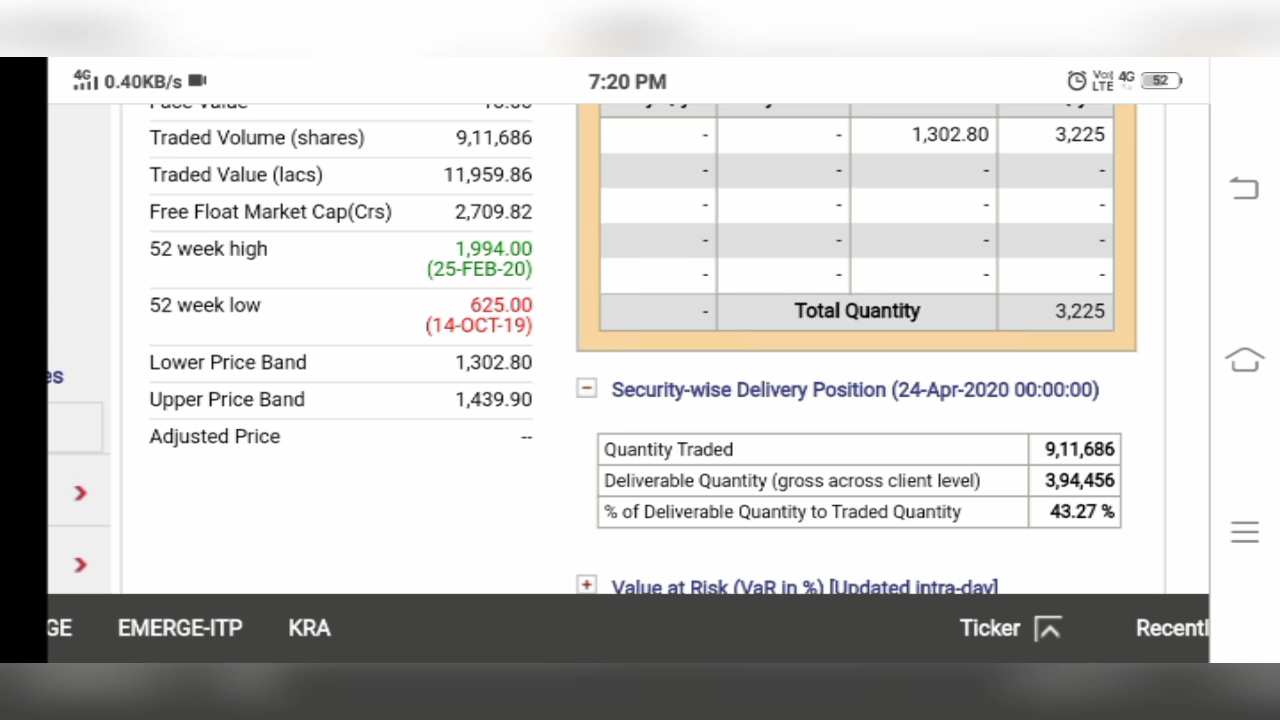 4G 0.40KB/s 7:20 PM Vo) LTE 4G 52
Face Value 10.00
Traded Volume (shares) 9,11,686
Traded Value (lacs) 11,959.86
Free Float Market Cap(Crs) 2,709.82
52 week high 1,994.00
(25-FEB-20)
52 week low 625.00
(14-OCT-19)
Lower Price Band 1,302.80
Upper Price Band 1,439.90
Adjusted Price --
- - 1,302.80 3,225
- - - -
- - - -
- - - -
- - - -
- Total Quantity 3,225
es
Security-wise Delivery Position (24-Apr-2020 00:00:00)
Quantity Traded 9,11,686
Deliverable Quantity (gross across client level) 3,94,456
% of Deliverable Quantity to Traded Quantity 43.27 %
Value at Risk (VaR in %) [Updated intra-day]
GE EMERGE-ITP KRA Ticker Recentl